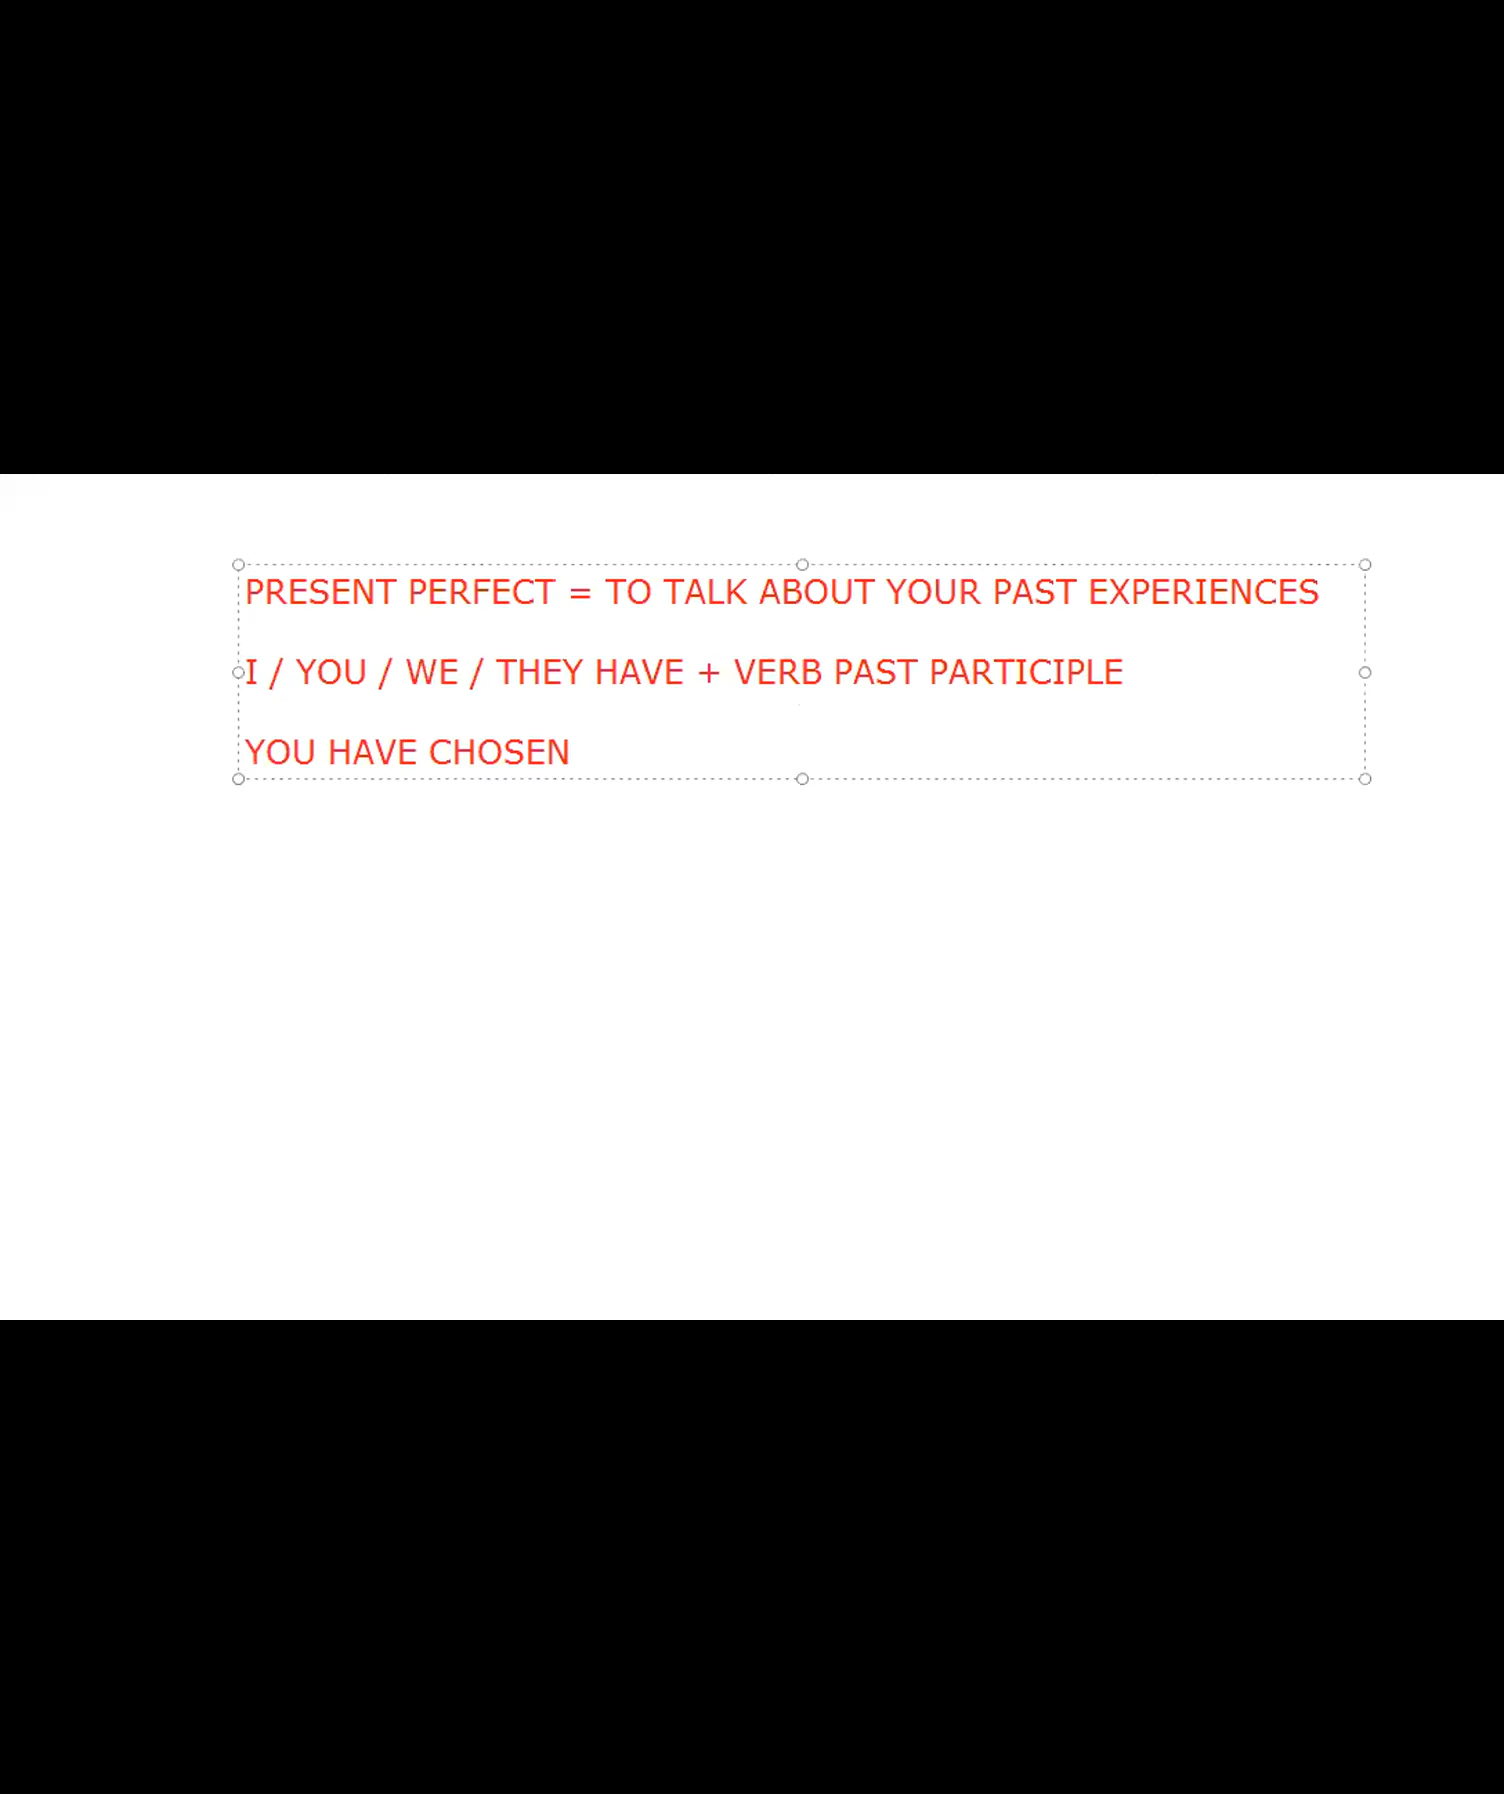 PRESENT PERFECT = TO TALK ABOUT YOUR PAST EXPERIENCES
I / YOU / WE / THEY HAVE + VERB PAST PARTICIPLE
YOU HAVE CHOSEN